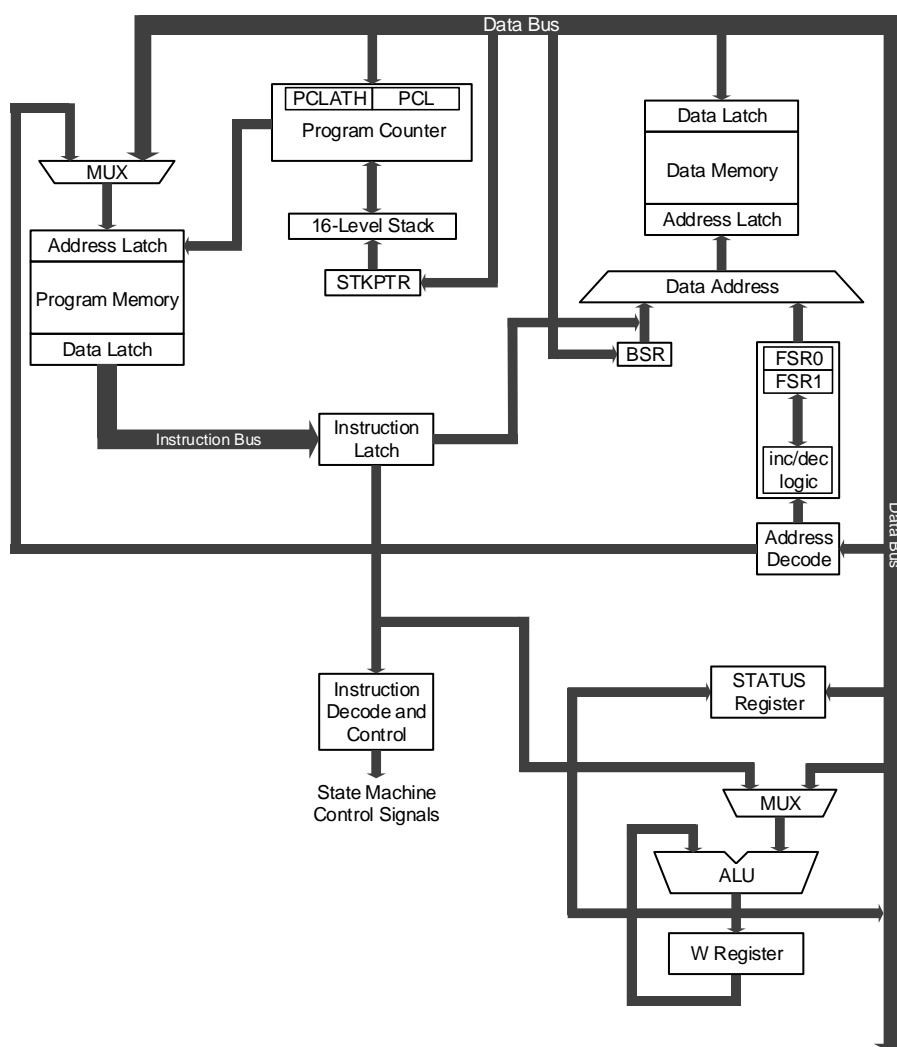 Data Bus
PCLATH PCL
Program Counter
Data Latch
MUX
Data Memory
16-Level Stack
Address Latch
Address Latch
STKPTR
Data Address
Program Memory
Data Latch
BSR
FSR0
FSR1
Instruction Bus
Instruction
Latch
inc/dec
logic
Data Bus
Address
Decode
Instruction
Decode and
Control
STATUS
Register
State Machine
Control Signals
MUX
ALU
W Register